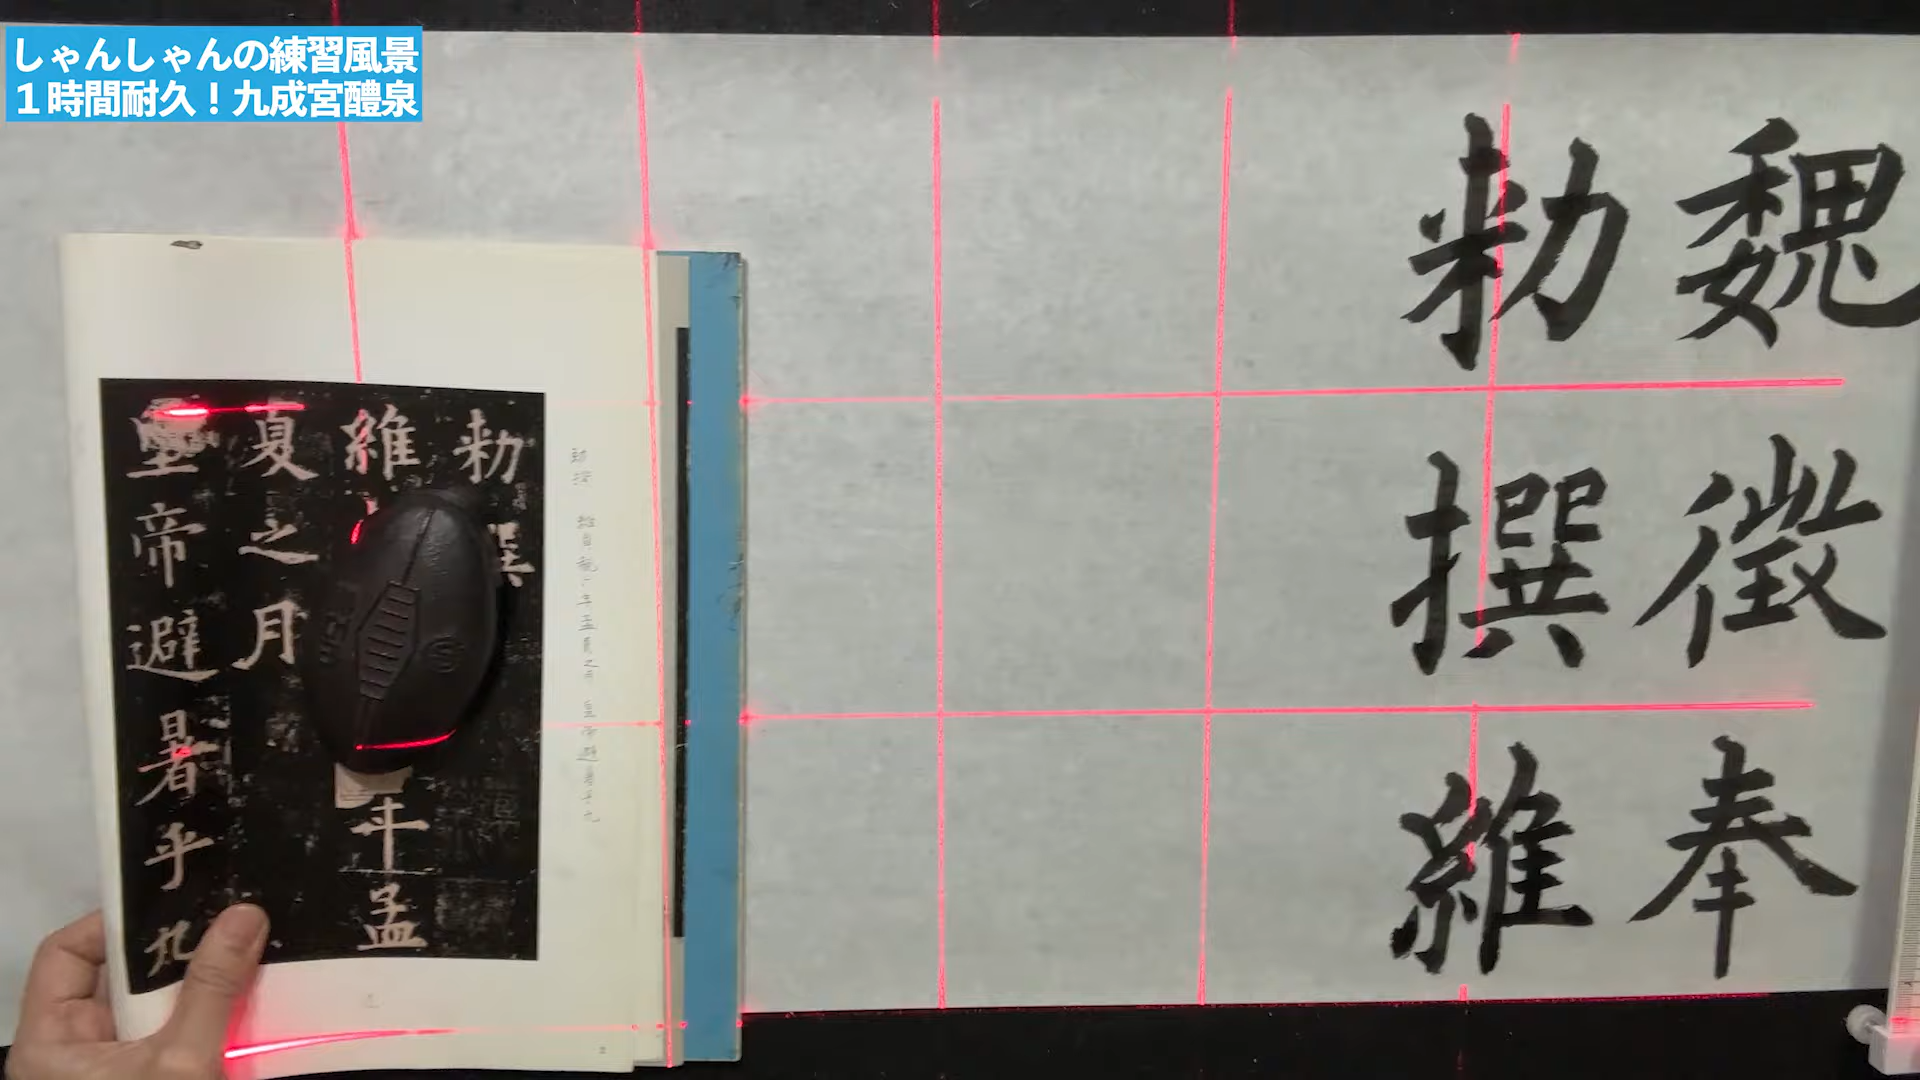 しゃんしゃんの練習風景
１時間耐久！九成宮醴泉
魏徴奉
勅撰維
勅
維
年孟
夏之月
皇帝避暑乎九